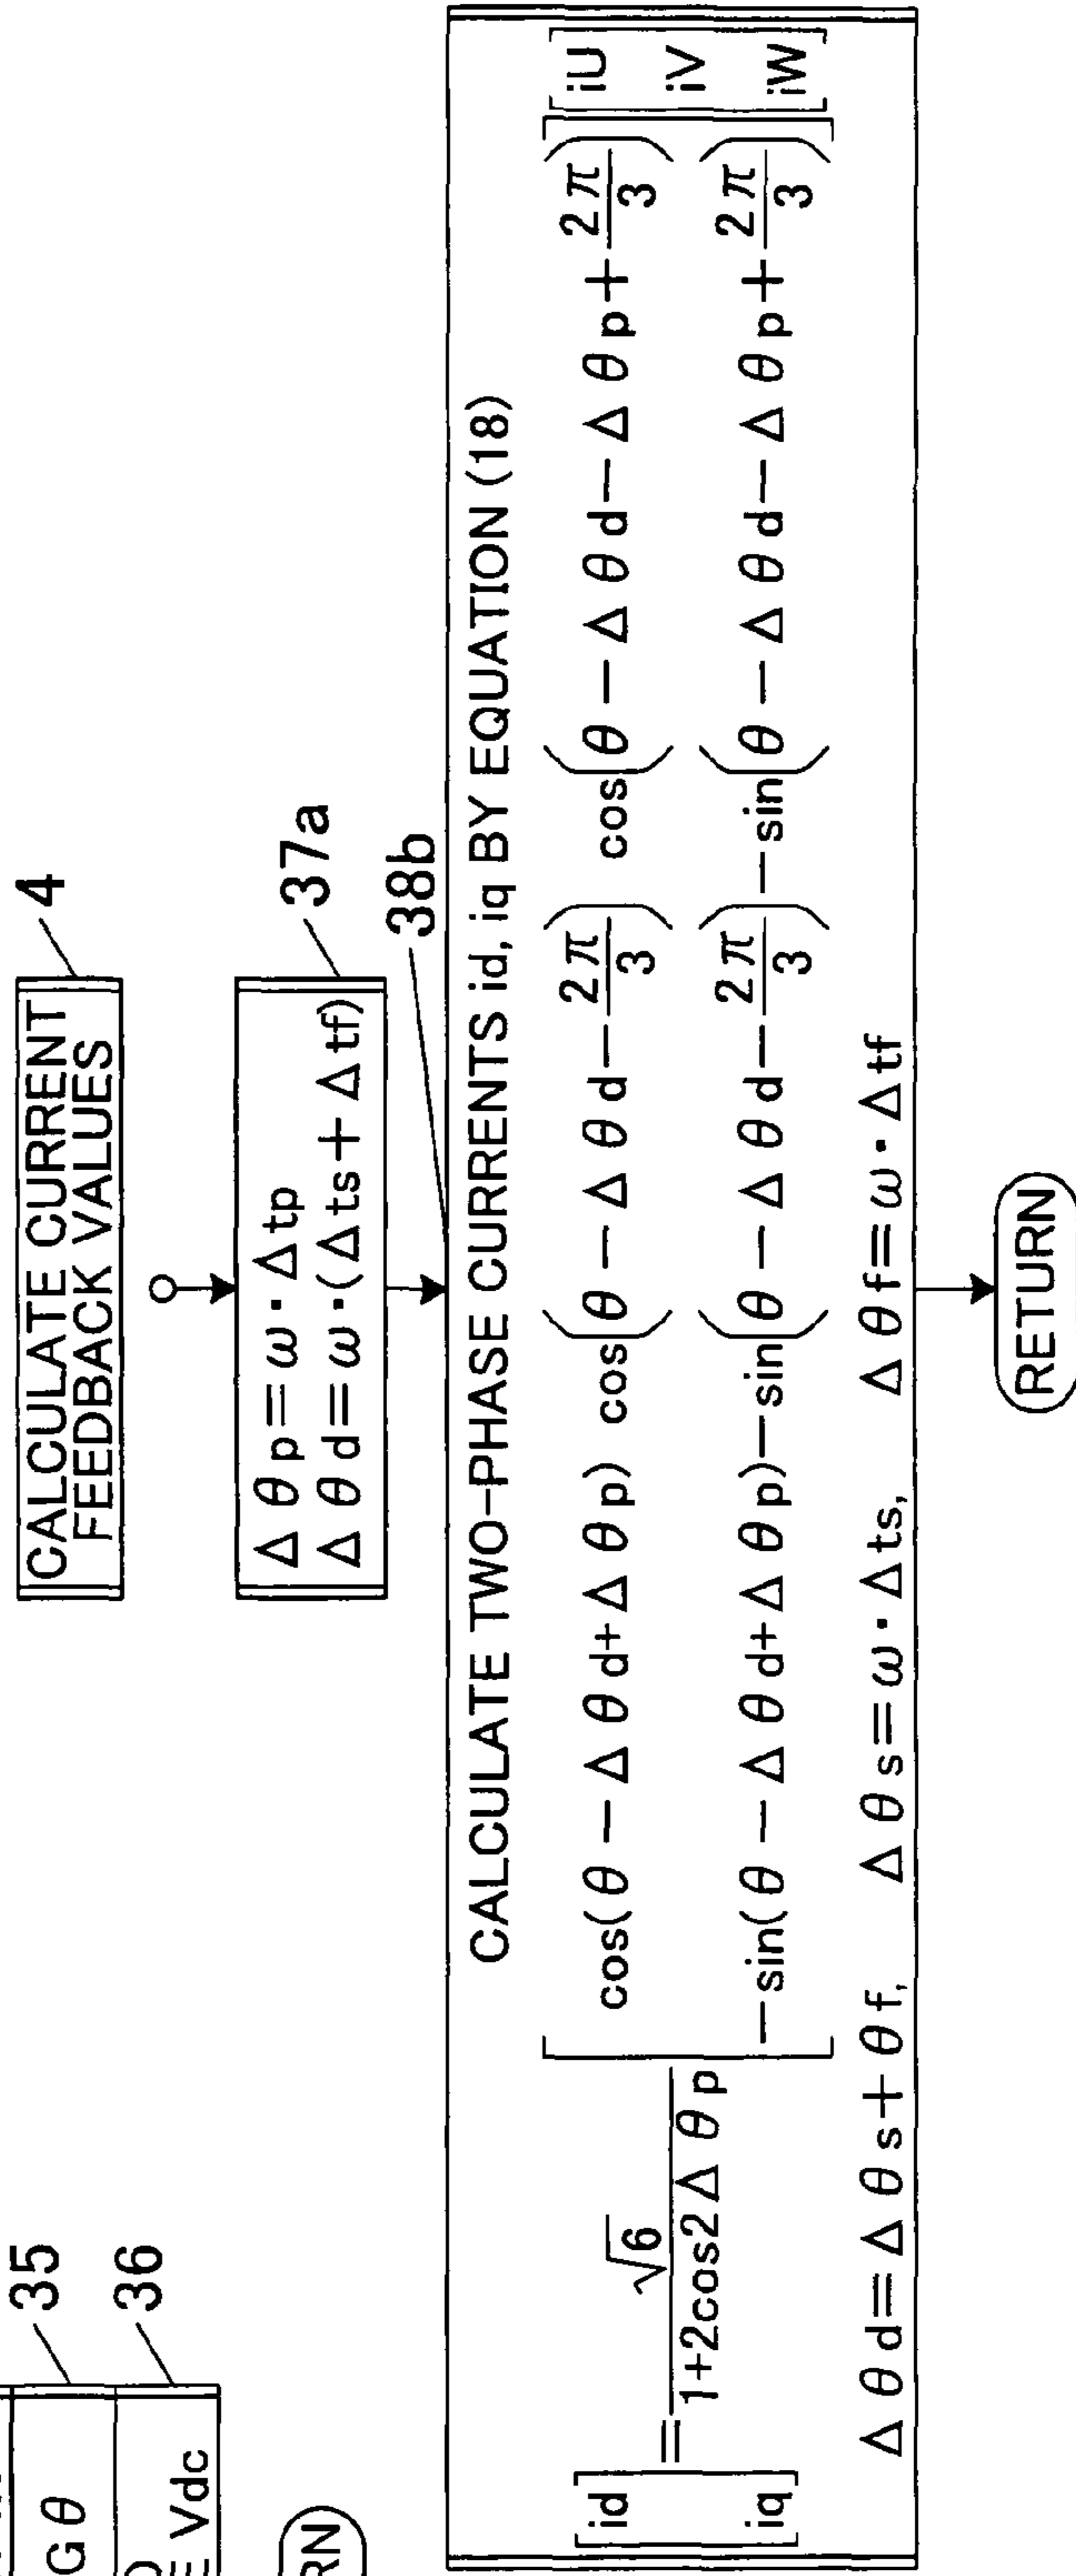 CALCULATE CURRENT
FEEDBACK VALUES
4
Δθp=ω·Δtp
Δθd=ω·(Δts+Δtf)
37a
38b
CALCULATE TWO-PHASE CURRENTS id, iq BY EQUATION (18)
[id iq] = √6/(1+2cos2Δθp) [cos(θ-Δθd+Δθp) cos(θ-Δθd-2π/3) cos(θ-Δθd-Δθp+2π/3)
-sin(θ-Δθd+Δθp) -sin(θ-Δθd-2π/3) -sin(θ-Δθd-Δθp+2π/3)] [iU iV iW]
Δθd=Δθs+θf, Δθs=ω·Δts, Δθf=ω·Δtf
RETURN
G θ
35
E Vdc
36
RN